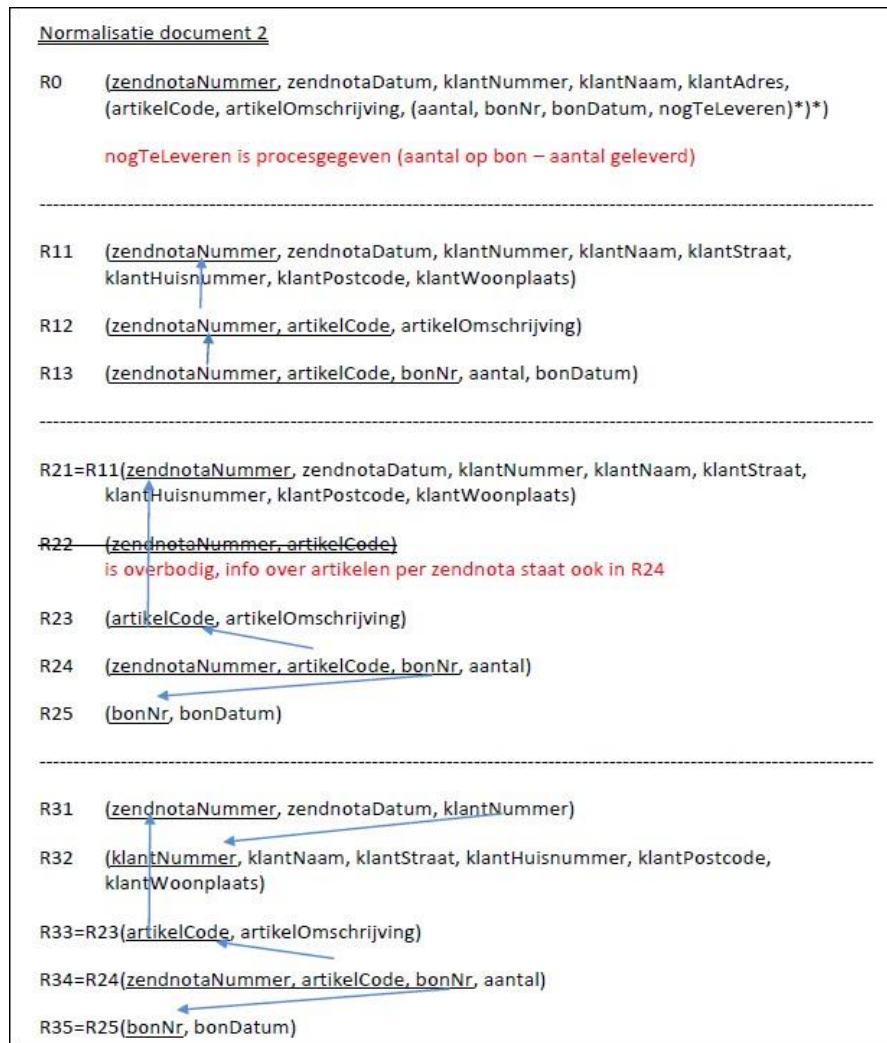 Normalisatie document 2
R0 (zendnotaNummer, zendnotaDatum, klantNummer, klantNaam, klantAdres,
(artikelCode, artikelOmschrijving, (aantal, bonNr, bonDatum, nogTeLeveren)*)*)
nogTeLeveren is procesgegeven (aantal op bon – aantal geleverd)
R11 (zendnotaNummer, zendnotaDatum, klantNummer, klantNaam, klantStraat,
klantHuisnummer, klantPostcode, klantWoonplaats)
R12 (zendnotaNummer, artikelCode, artikelOmschrijving)
R13 (zendnotaNummer, artikelCode, bonNr, aantal, bonDatum)
R21=R11(zendnotaNummer, zendnotaDatum, klantNummer, klantNaam, klantStraat,
klantHuisnummer, klantPostcode, klantWoonplaats)
R22 (zendnotaNummer, artikelCode)
is overbodig, info over artikelen per zendnota staat ook in R24
R23 (artikelCode, artikelOmschrijving)
R24 (zendnotaNummer, artikelCode, bonNr, aantal)
R25 (bonNr, bonDatum)
R31 (zendnotaNummer, zendnotaDatum, klantNummer)
R32 (klantNummer, klantNaam, klantStraat, klantHuisnummer, klantPostcode,
klantWoonplaats)
R33=R23(artikelCode, artikelOmschrijving)
R34=R24(zendnotaNummer, artikelCode, bonNr, aantal)
R35=R25(bonNr, bonDatum)